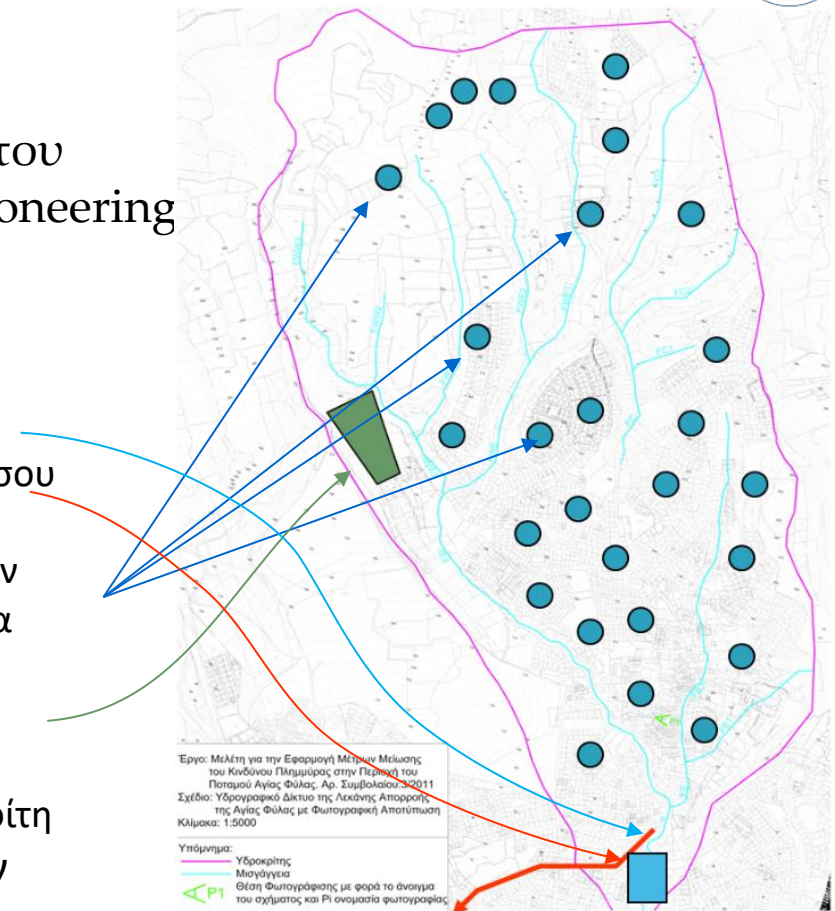 του
oneering
σου
ν
α
ρίτη
ν
Έργο: Μελέτη για την Εφαρμογή Μέτρων Μείωσης
του Κινδύνου Πλημμύρας στην Περιοχή του
Ποταμού Αγίας Φύλας. Αρ. Συμβολαίου:3/2011
Σχέδιο: Υδρογραφικό Δίκτυο της Λεκάνης Απορροής
της Αγίας Φύλας με Φωτογραφική Αποτύπωση
Κλίμακα: 1:5000
Υπόμνημα:
Υδροκρίτης
Μισγάγγεια
P1 Θέση Φωτογράφισης με φορά το άνοιγμα
του σχήματος και Pi ονομασία φωτογραφίας